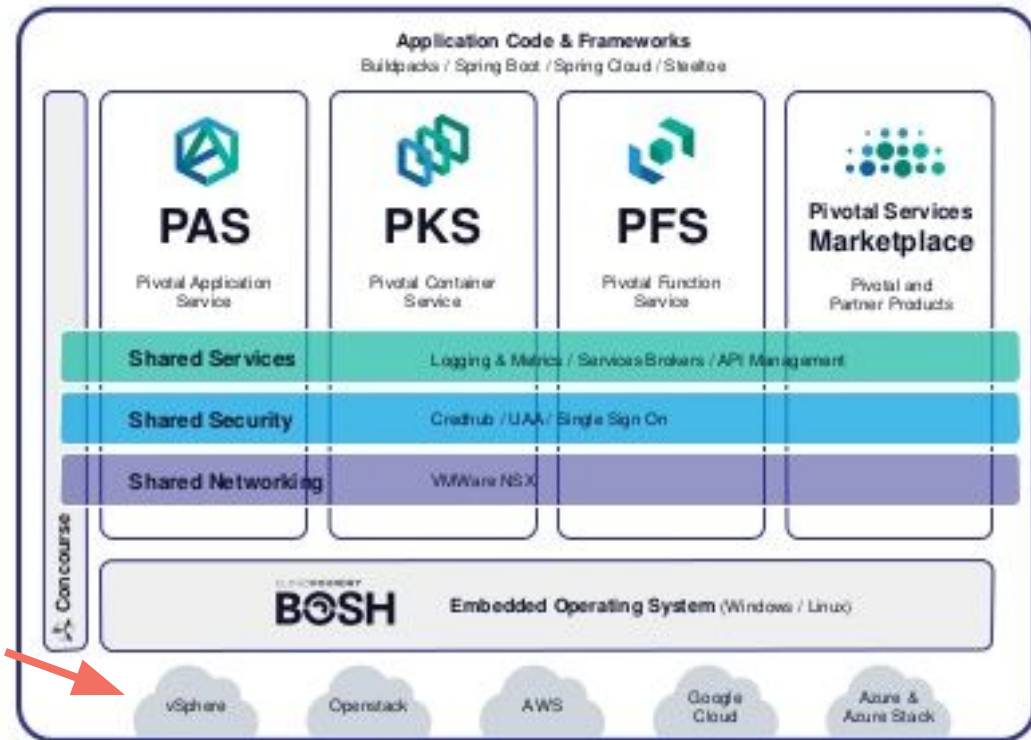 Application Code & Frameworks
Buildpacks / Spring Boot / Spring Cloud / Steeltoe
PAS
Pivotal Application
Service
PKS
Pivotal Container
Service
PFS
Pivotal Function
Service
Pivotal Services
Marketplace
Pivotal and
Partner Products
Shared Services
Logging & Metrics / Services Brokers / API Management
Shared Security
Credhub / UAA / Single Sign On
Shared Networking
VMWare NSX
Concourse
CLOUD FOUNDRY
BOSH
Embedded Operating System (Windows / Linux)
vSphere
Openstack
AWS
Google
Cloud
Azure &
Azure Stack